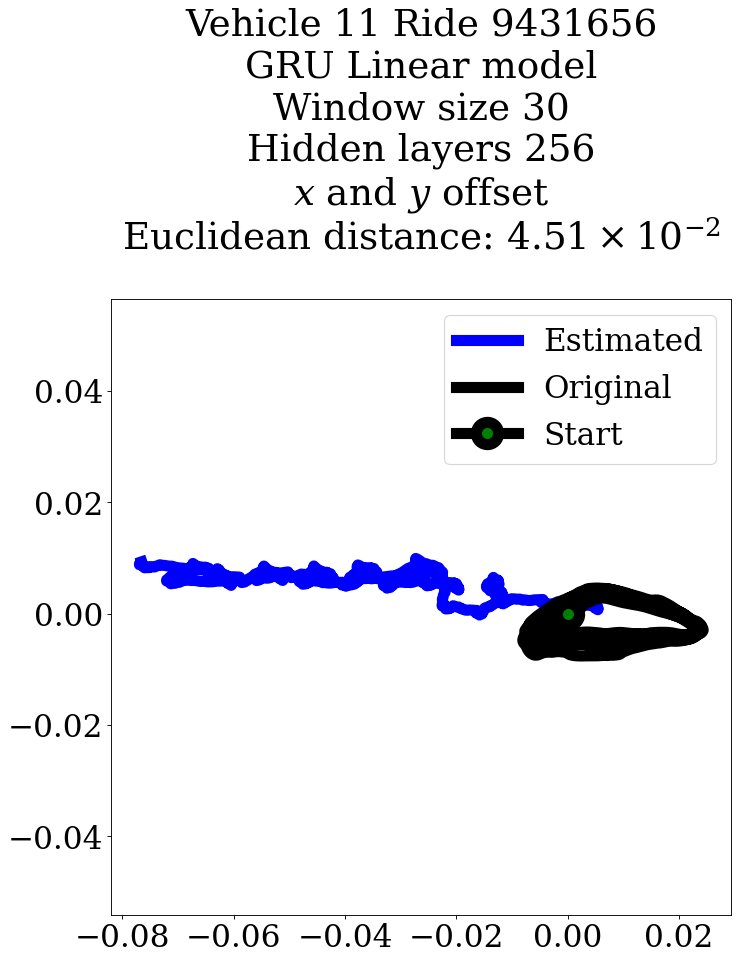 Vehicle 11 Ride 9431656
GRU Linear model
Window size 30
Hidden layers 256
x and y offset
Euclidean distance: 4.51 × 10⁻²
Estimated
Original
Start
0.04
0.02
0.00
−0.02
−0.04
−0.08 −0.06 −0.04 −0.02 0.00 0.02